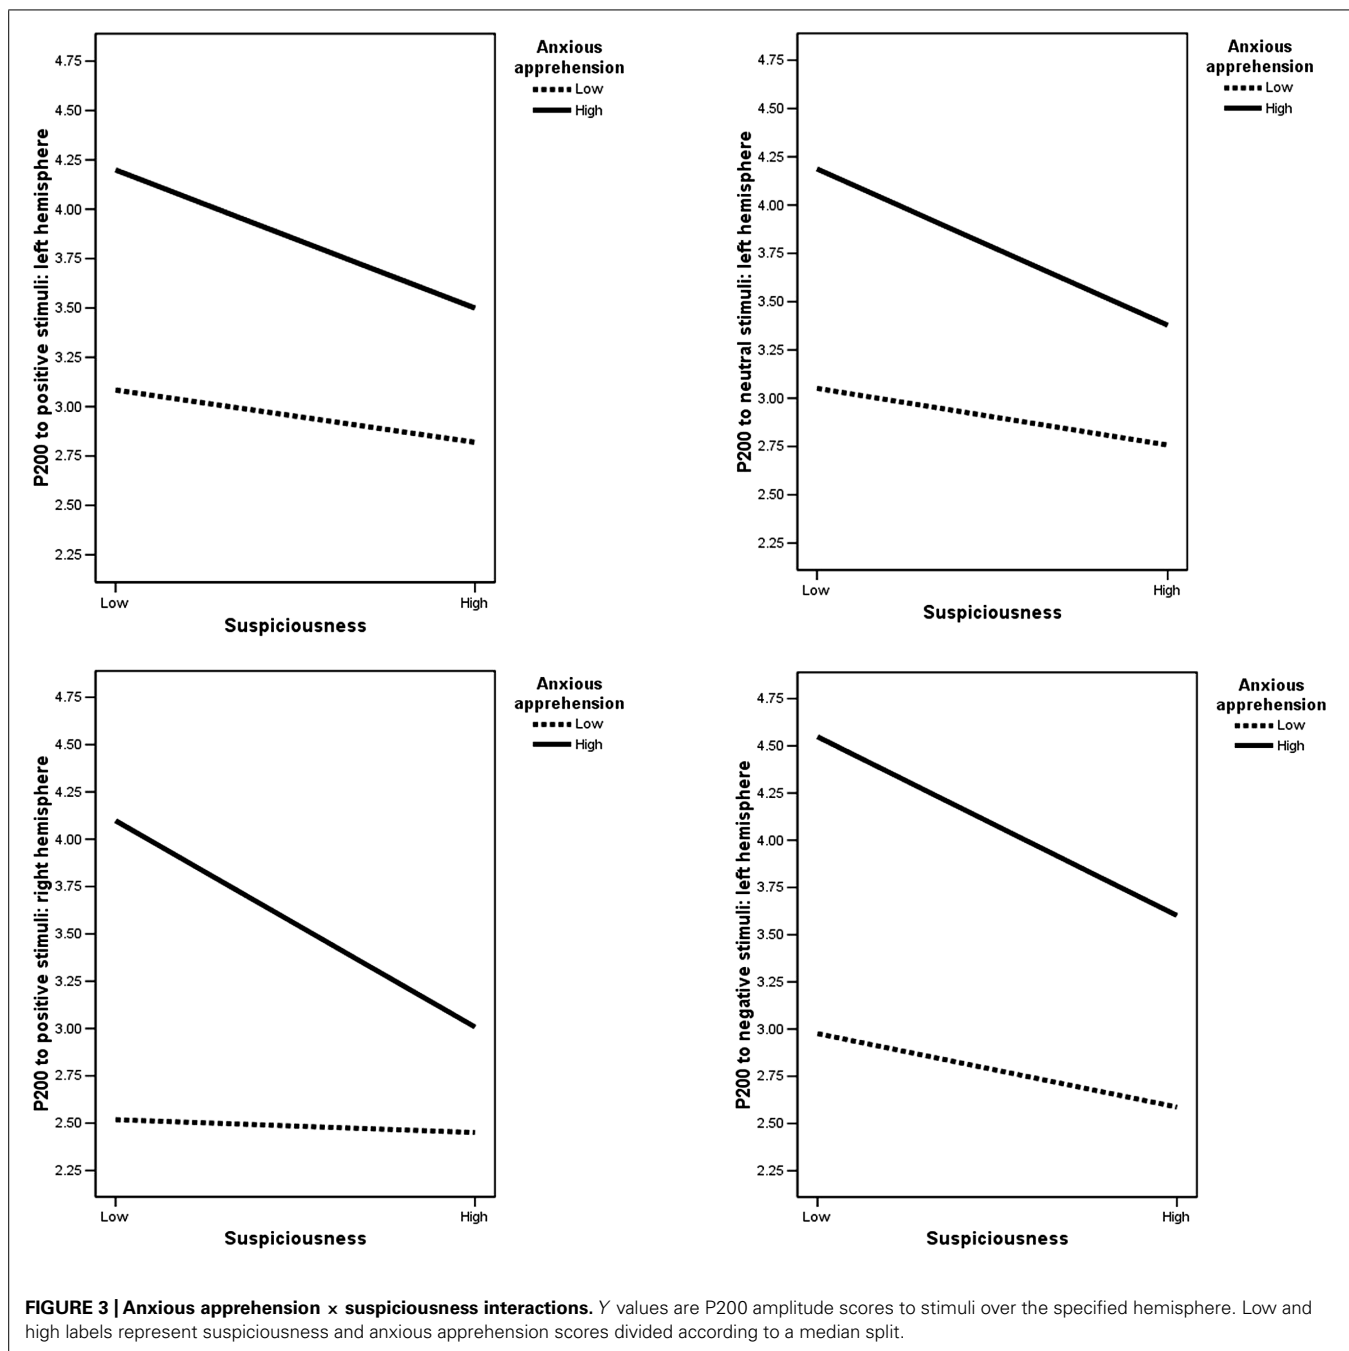 P200 to positive stimuli: left hemisphere
4.75
4.50
4.25
4.00
3.75
3.50
3.25
3.00
2.75
2.50
2.25
Low
High
Suspiciousness
Anxious
apprehension
Low
High
P200 to neutral stimuli: left hemisphere
4.75
4.50
4.25
4.00
3.75
3.50
3.25
3.00
2.75
2.50
2.25
Low
High
Suspiciousness
Anxious
apprehension
Low
High
P200 to positive stimuli: right hemisphere
4.75
4.50
4.25
4.00
3.75
3.50
3.25
3.00
2.75
2.50
2.25
Low
High
Suspiciousness
Anxious
apprehension
Low
High
P200 to negative stimuli: left hemisphere
4.75
4.50
4.25
4.00
3.75
3.50
3.25
3.00
2.75
2.50
2.25
Low
High
Suspiciousness
Anxious
apprehension
Low
High
FIGURE 3 | Anxious apprehension × suspiciousness interactions. Y values are P200 amplitude scores to stimuli over the specified hemisphere. Low and
high labels represent suspiciousness and anxious apprehension scores divided according to a median split.